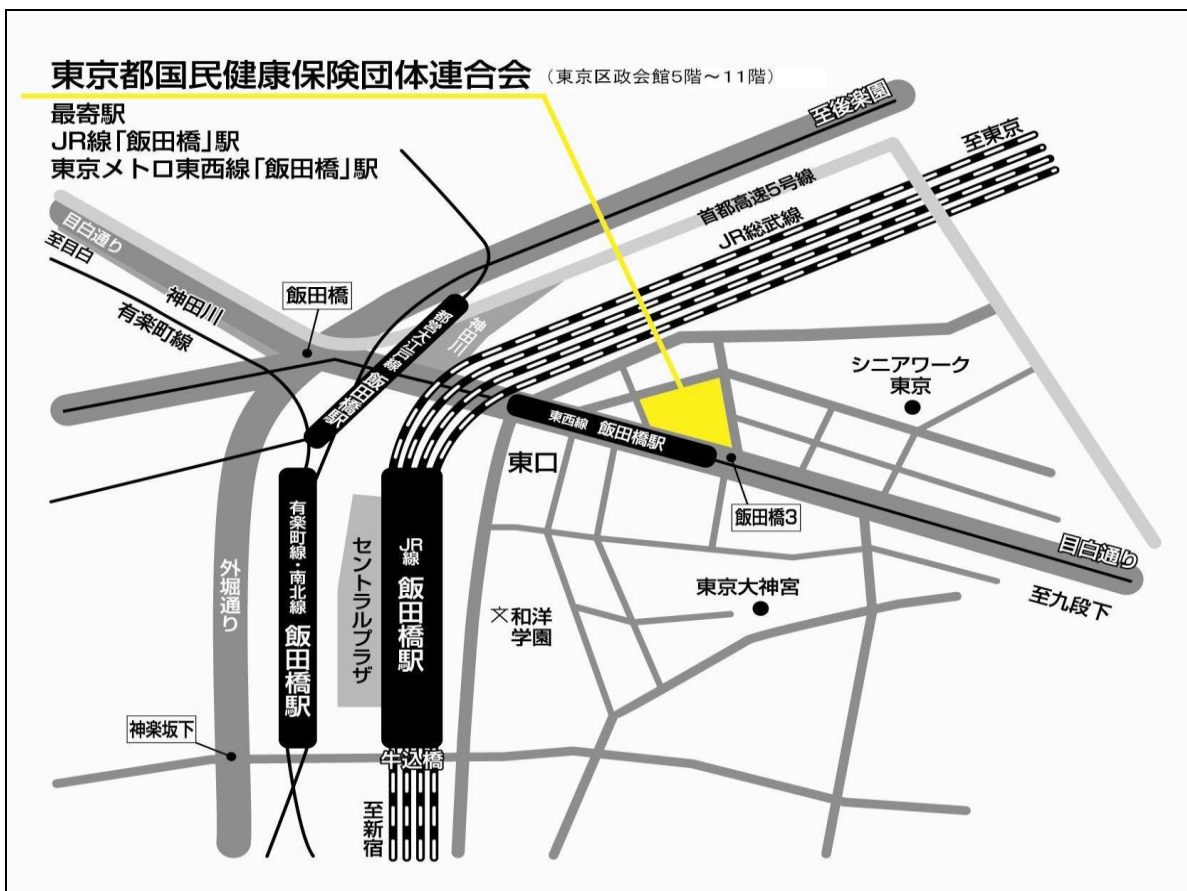 東京都国民健康保険団体連合会 (東京区政会館5階〜11階)
最寄駅
JR線「飯田橋」駅
東京メトロ東西線「飯田橋」駅
至後楽園
至東京
首都高速5号線
JR総武線
目白通り
至目白
神田川
有楽町線
飯田橋
都営大江戸線 飯田橋駅
神田川
シニアワーク
東京
東西線 飯田橋駅
東口
飯田橋3
目白通り
至九段下
外堀通り
有楽町線・南北線 飯田橋駅
セントラルプラザ
JR線 飯田橋駅
東京大神宮
文和洋
学園
神楽坂下
牛込橋
至新宿